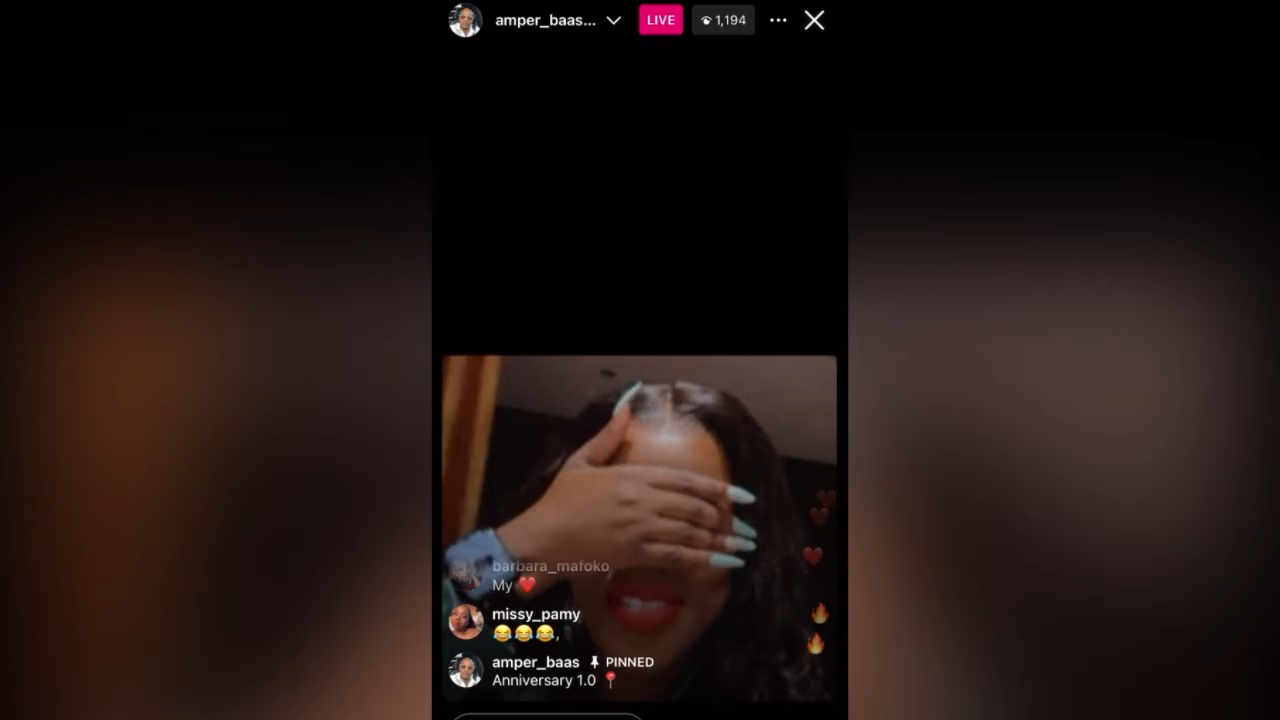 amper_baas...
LIVE
1,194
barbara_mafoko
My ❤️
missy_pamy
😂😂😂,
amper_baas PINNED
Anniversary 1.0 📍